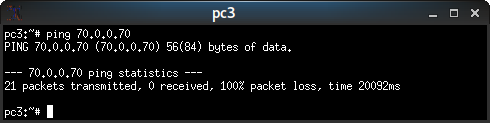 pc3
pc3:~# ping 70.0.0.70
PING 70.0.0.70 (70.0.0.70) 56(84) bytes of data.
--- 70.0.0.70 ping statistics ---
21 packets transmitted, 0 received, 100% packet loss, time 20092ms
pc3:~#